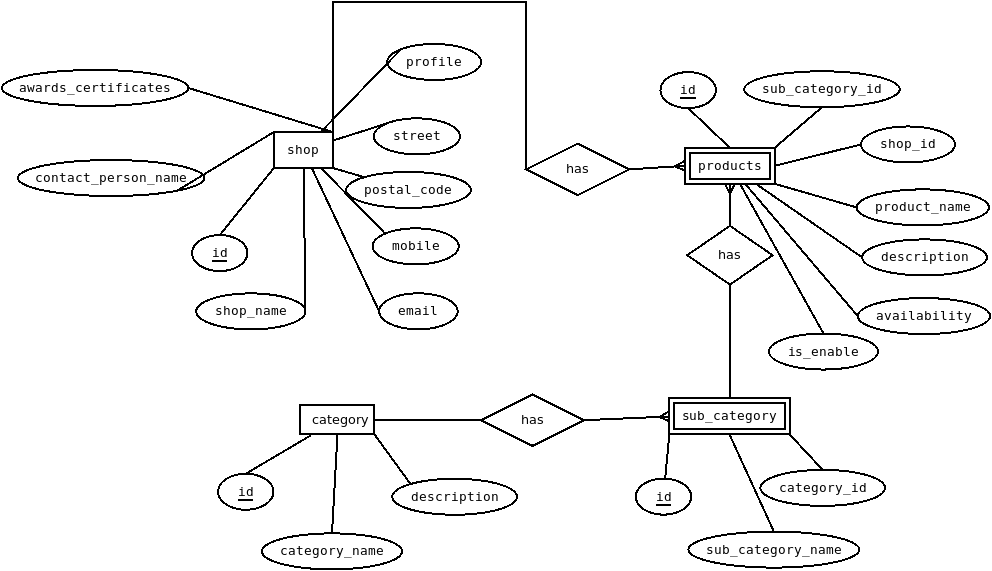 profile
awards_certificates
id
sub_category_id
street
shop_id
shop
products
has
contact_person_name
postal_code
product_name
mobile
id
has
description
shop_name
email
availability
is_enable
category
has
sub_category
id
description
id
category_id
category_name
sub_category_name